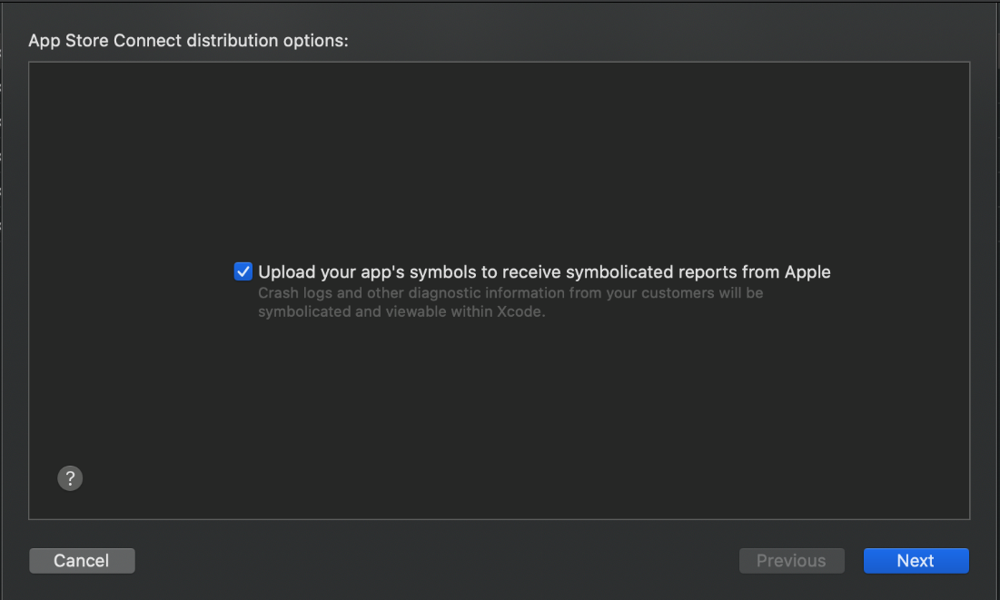 App Store Connect distribution options:
Upload your app's symbols to receive symbolicated reports from Apple
Crash logs and other diagnostic information from your customers will be
symbolicated and viewable within Xcode.
?
Cancel
Previous
Next